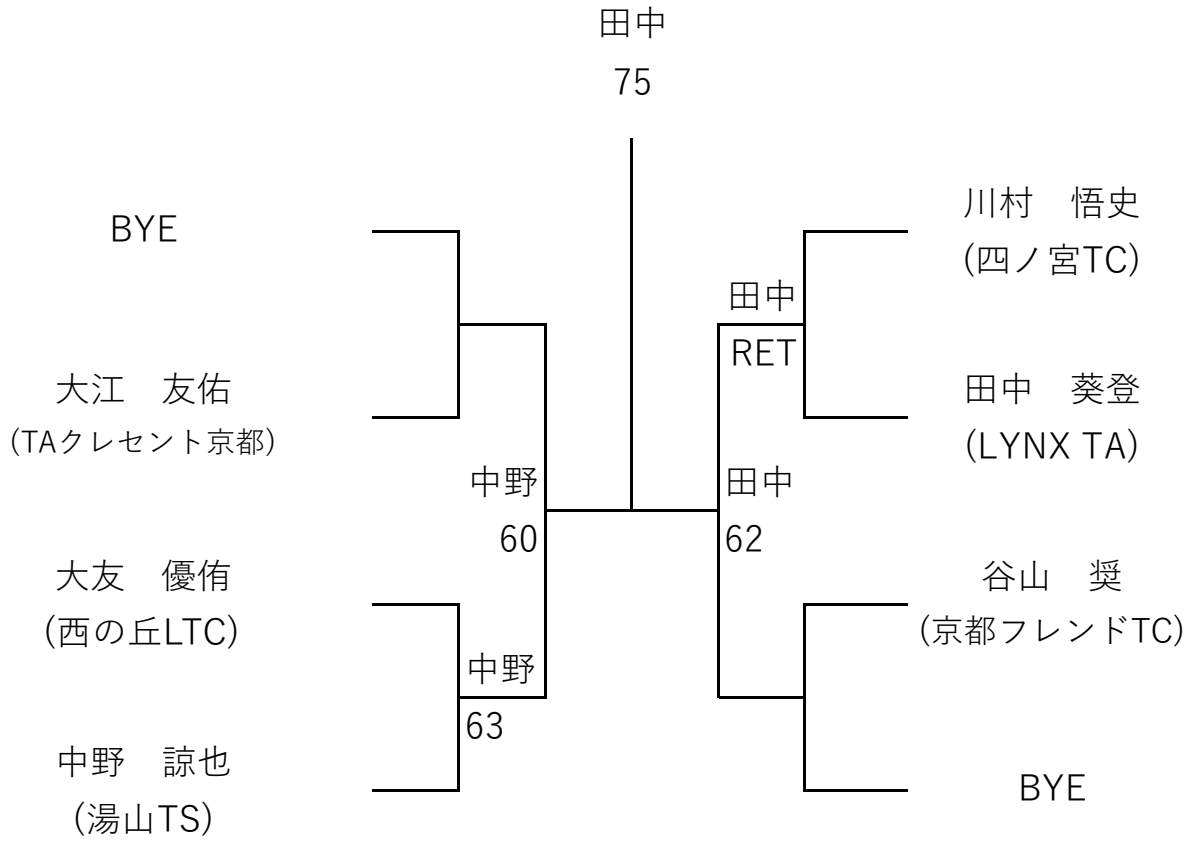 田中
75
BYE
大江　友佑
(TAクレセント京都)
大友　優侑
(西の丘LTC)
中野　諒也
(湯山TS)
中野
60
中野
63
田中
RET
田中
62
川村　悟史
(四ノ宮TC)
田中　葵登
(LYNX TA)
谷山　奨
(京都フレンドTC)
BYE